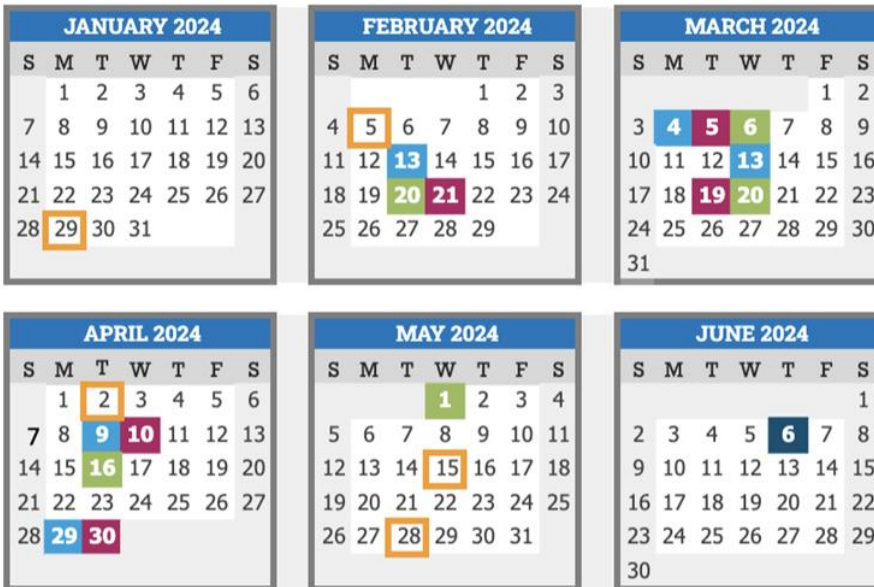 JANUARY 2024
S M T W T F S
1 2 3 4 5 6
7 8 9 10 11 12 13
14 15 16 17 18 19 20
21 22 23 24 25 26 27
28 29 30 31
FEBRUARY 2024
S M T W T F S
1 2 3
4 5 6 7 8 9 10
11 12 13 14 15 16 17
18 19 20 21 22 23 24
25 26 27 28 29
MARCH 2024
S M T W T F S
1 2
3 4 5 6 7 8 9
10 11 12 13 14 15 16
17 18 19 20 21 22 23
24 25 26 27 28 29 30
31
APRIL 2024
S M T W T F S
1 2 3 4 5 6
7 8 9 10 11 12 13
14 15 16 17 18 19 20
21 22 23 24 25 26 27
28 29 30
MAY 2024
S M T W T F S
1 2 3 4
5 6 7 8 9 10 11
12 13 14 15 16 17 18
19 20 21 22 23 24 25
26 27 28 29 30 31
JUNE 2024
S M T W T F S
1
2 3 4 5 6 7 8
9 10 11 12 13 14 15
16 17 18 19 20 21 22
23 24 25 26 27 28 29
30